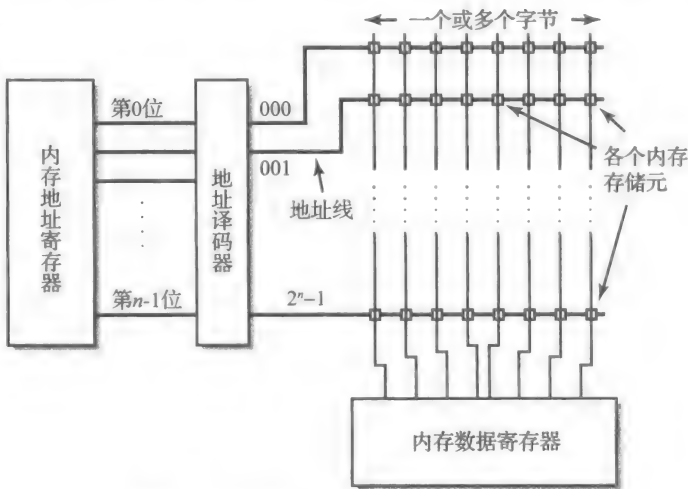 一个或多个字节
第0位
000
001
内存地址寄存器
地址译码器
地址线
各个内存
存储元
第n-1位
2ⁿ−1
内存数据寄存器